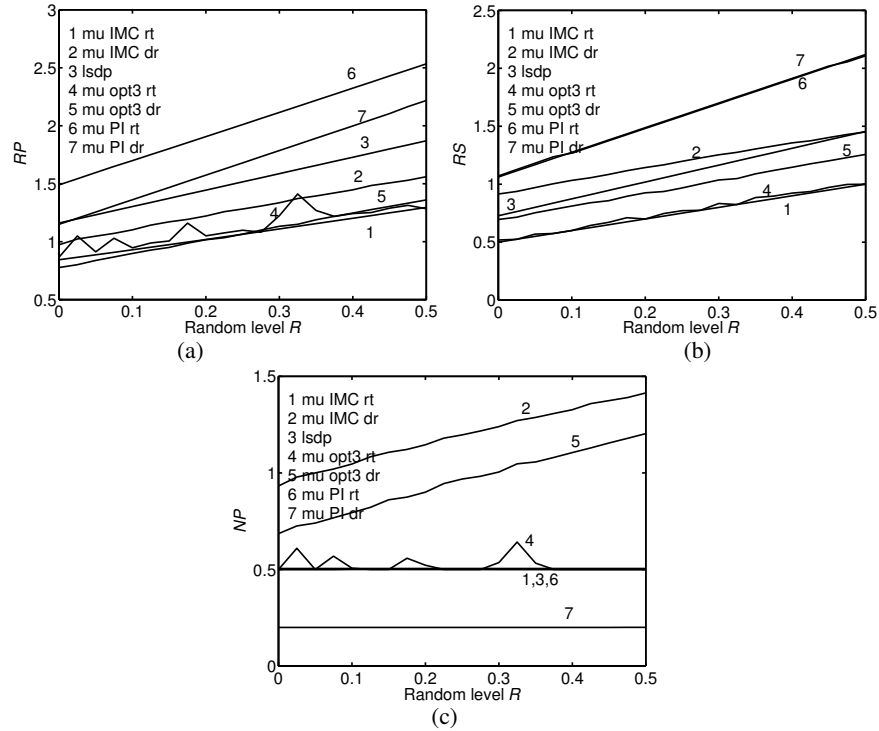 3
2.5
2
1.5
1
0.5
RP
1 mu IMC rt
2 mu IMC dr
3 lsdp
4 mu opt3 rt
5 mu opt3 dr
6 mu PI rt
7 mu PI dr
6
7
3
2
4
5
1
0 0.1 0.2 0.3 0.4 0.5
Random level R
(a)
2.5
2
1.5
1
0.5
0
RS
1 mu IMC rt
2 mu IMC dr
3 lsdp
4 mu opt3 rt
5 mu opt3 dr
6 mu PI rt
7 mu PI dr
7
6
2
5
3
4
1
0 0.1 0.2 0.3 0.4 0.5
Random level R
(b)
1.5
1
0.5
0
NP
1 mu IMC rt
2 mu IMC dr
3 lsdp
4 mu opt3 rt
5 mu opt3 dr
6 mu PI rt
7 mu PI dr
2
5
4
1,3,6
7
0 0.1 0.2 0.3 0.4 0.5
Random level R
(c)